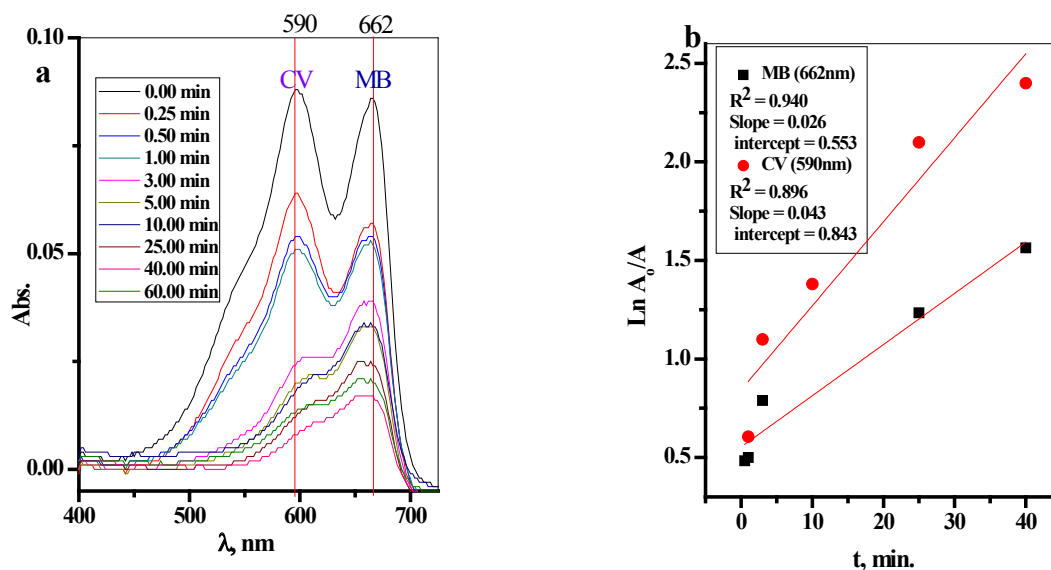 590 662
a
CV MB
0.00 min
0.25 min
0.50 min
1.00 min
3.00 min
5.00 min
10.00 min
25.00 min
40.00 min
60.00 min
0.10
0.05
0.00
Abs.
400 500 600 700
λ, nm
b
MB (662nm)
R² = 0.940
Slope = 0.026
intercept = 0.553
CV (590nm)
R² = 0.896
Slope = 0.043
intercept = 0.843
2.5
2.0
1.5
1.0
0.5
Ln Aₒ/A
0 10 20 30 40
t, min.